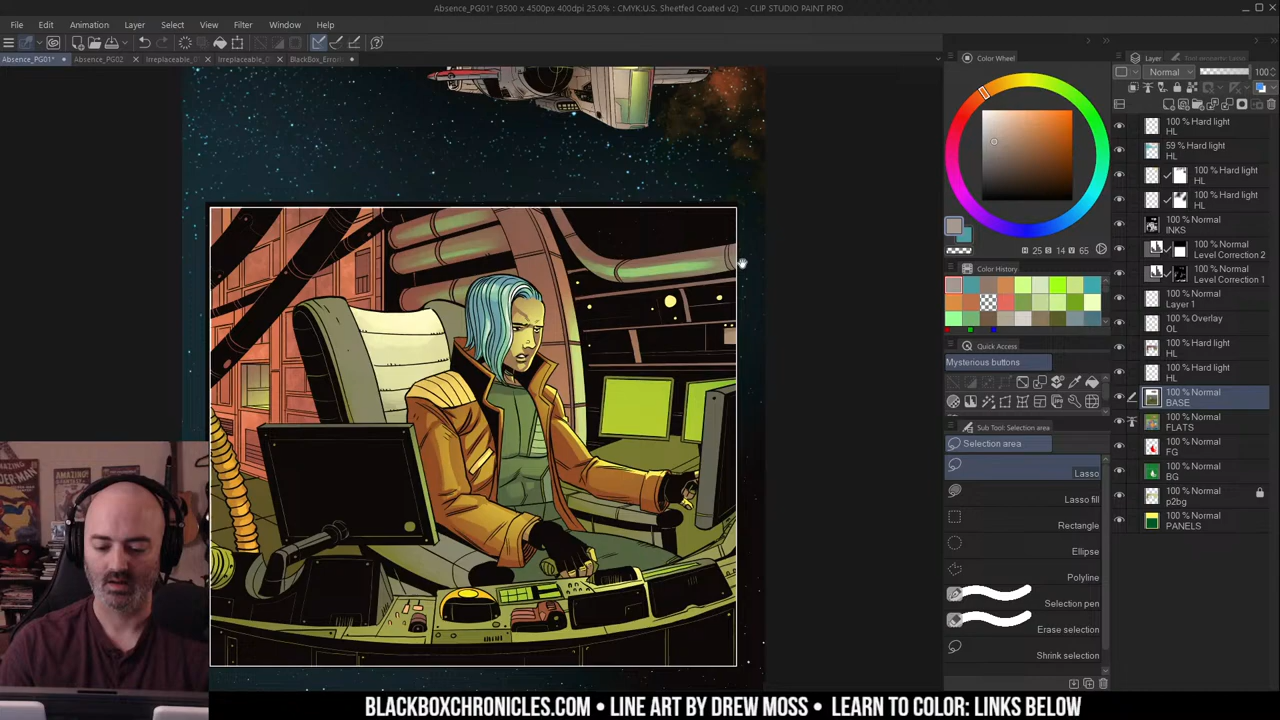 Absence_PG01* (3500 x 4500px 400dpi 25.0% : CMYK:U.S. Sheetfed Coated v2) - CLIP STUDIO PAINT PRO
File Edit Animation Layer Select View Filter Window Help
Absence_PG01* Absence_PG02 Irreplaceable_ Irreplaceable_ BlackBox_Errori
Color Wheel
H 25 S 14 V 65
Color History
Quick Access
Mysterious buttons
Sub Tool: Selection area
Selection area
Lasso
Lasso fill
Rectangle
Ellipse
Polyline
Selection pen
Erase selection
Shrink selection
Layer
Normal 100
100 % Hard light
HL
59 % Hard light
HL
100 % Hard light
HL
100 % Hard light
HL
100 % Normal
INKS
100 % Normal
Level Correction 2
100 % Normal
Level Correction 1
100 % Normal
Layer 1
100 % Overlay
OL
100 % Hard light
HL
100 % Hard light
HL
100 % Normal
BASE
100 % Normal
FLATS
100 % Normal
FG
100 % Normal
BG
100 % Normal
p2bg
100 % Normal
PANELS
BLACKBOXCHRONICLES.COM • LINE ART BY DREW MOSS • LEARN TO COLOR: LINKS BELOW